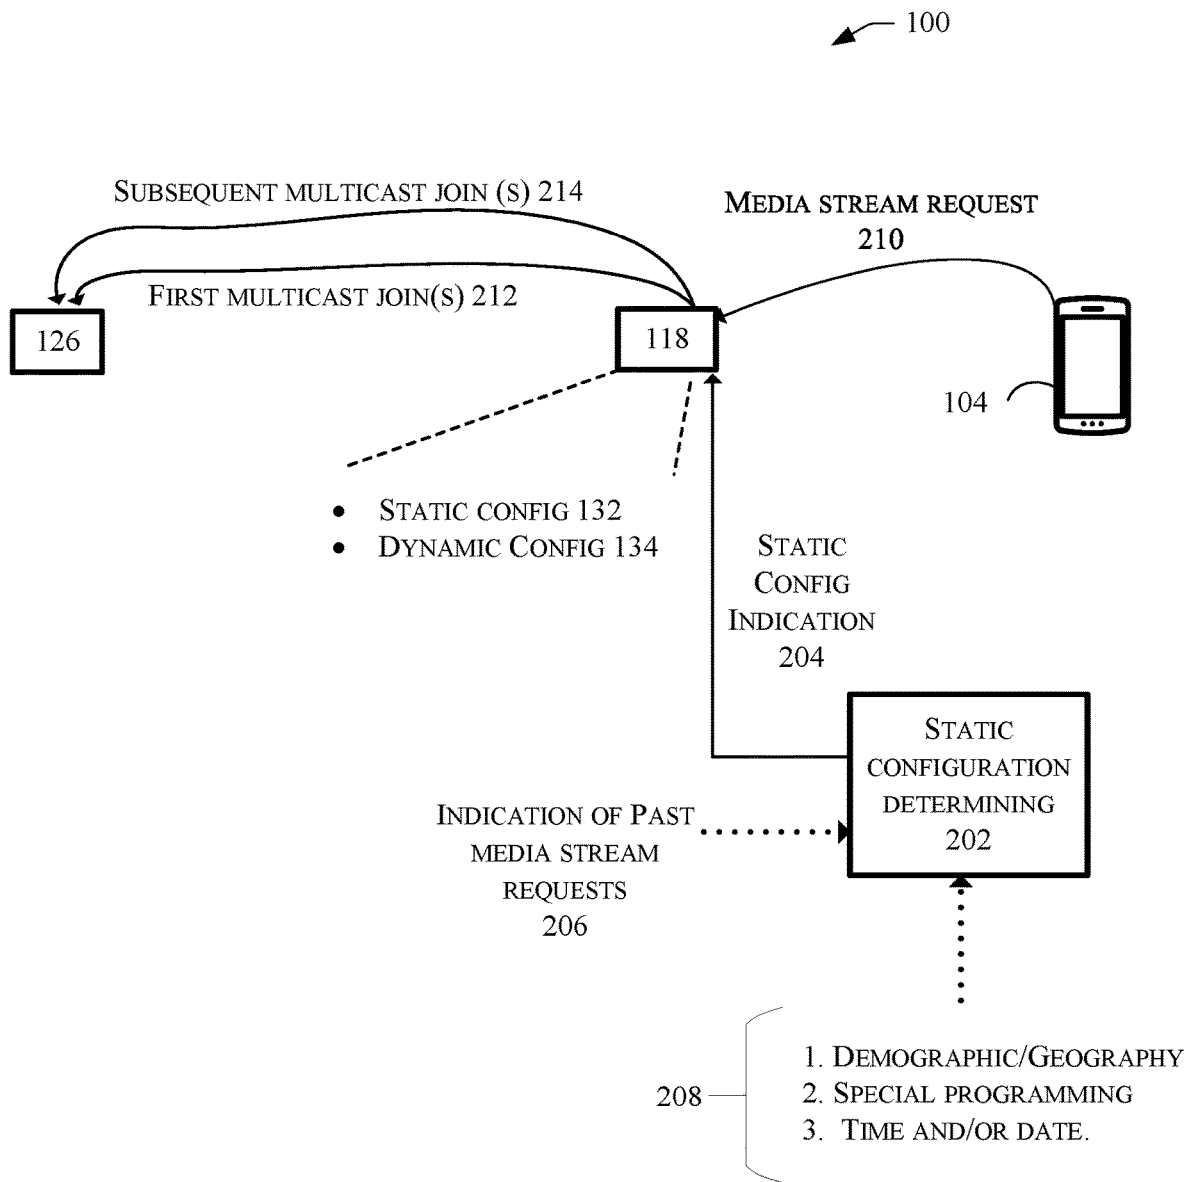 100
SUBSEQUENT MULTICAST JOIN (S) 214
MEDIA STREAM REQUEST
210
FIRST MULTICAST JOIN(S) 212
126
118
104
• STATIC CONFIG 132
• DYNAMIC CONFIG 134
STATIC
CONFIG
INDICATION
204
STATIC
CONFIGURATION
DETERMINING
202
INDICATION OF PAST
MEDIA STREAM
REQUESTS
206
208
1. DEMOGRAPHIC/GEOGRAPHY
2. SPECIAL PROGRAMMING
3. TIME AND/OR DATE.